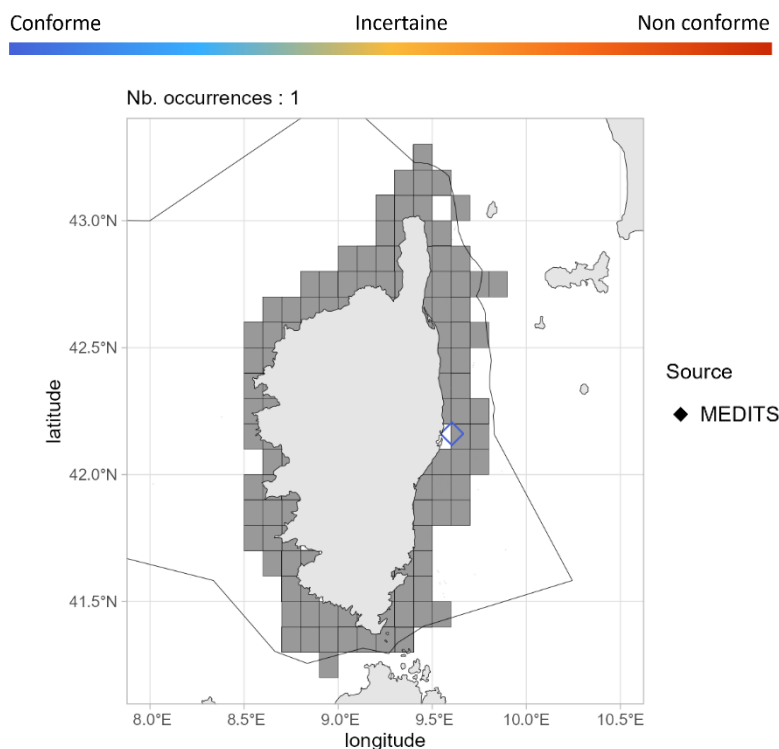 Conforme Incertaine Non conforme
Nb. occurrences : 1
43.0°N
42.5°N
42.0°N
41.5°N
latitude
8.0°E 8.5°E 9.0°E 9.5°E 10.0°E 10.5°E
longitude
Source
MEDITS